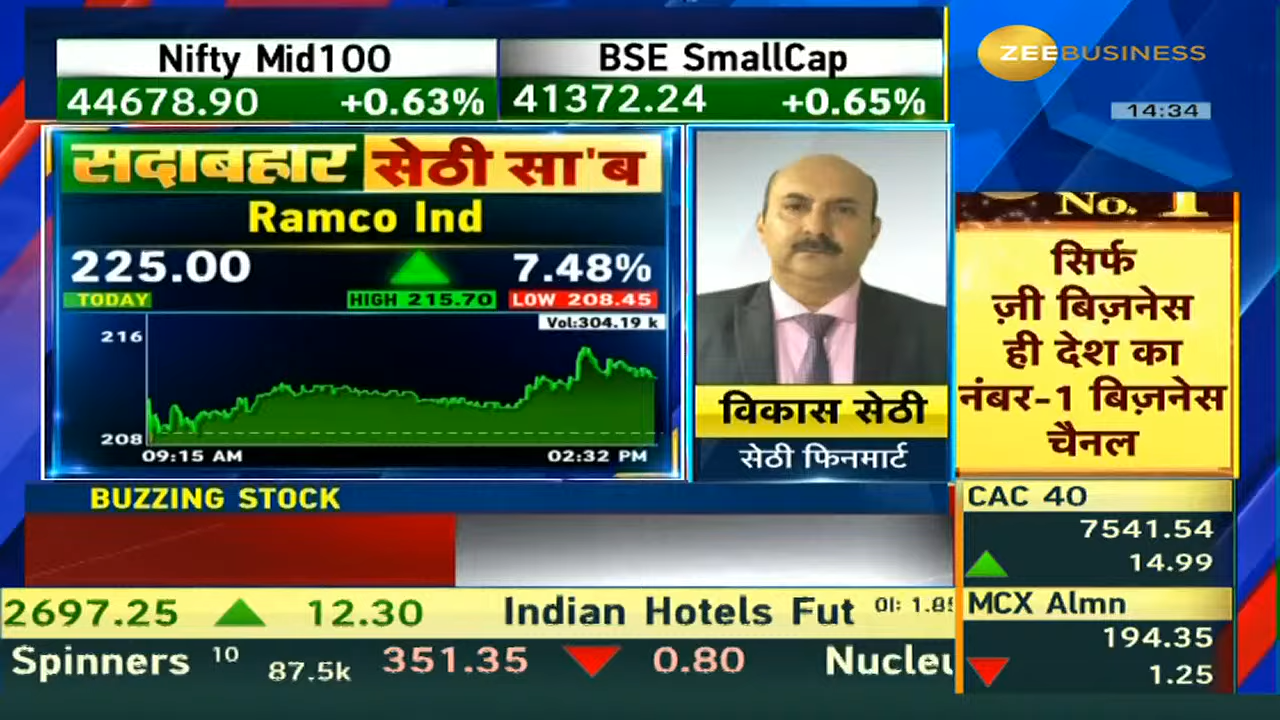 Nifty Mid100
44678.90 +0.63%
BSE SmallCap
41372.24 +0.65%
ZEEBUSINESS
14:34
सदाबहार सेठी सा'ब
Ramco Ind
225.00 7.48%
TODAY HIGH 215.70 LOW 208.45
Vol:304.19 k
216
208
09:15 AM 02:32 PM
विकास सेठी
सेठी फिनमार्ट
No. 1
सिर्फ
ज़ी बिज़नेस
ही देश का
नंबर-1 बिज़नेस
चैनल
BUZZING STOCK
CAC 40
7541.54
14.99
MCX Almn
194.35
1.25
2697.25 12.30 Indian Hotels Fut OI: 1.85
Spinners 10 87.5k 351.35 0.80 Nucleu